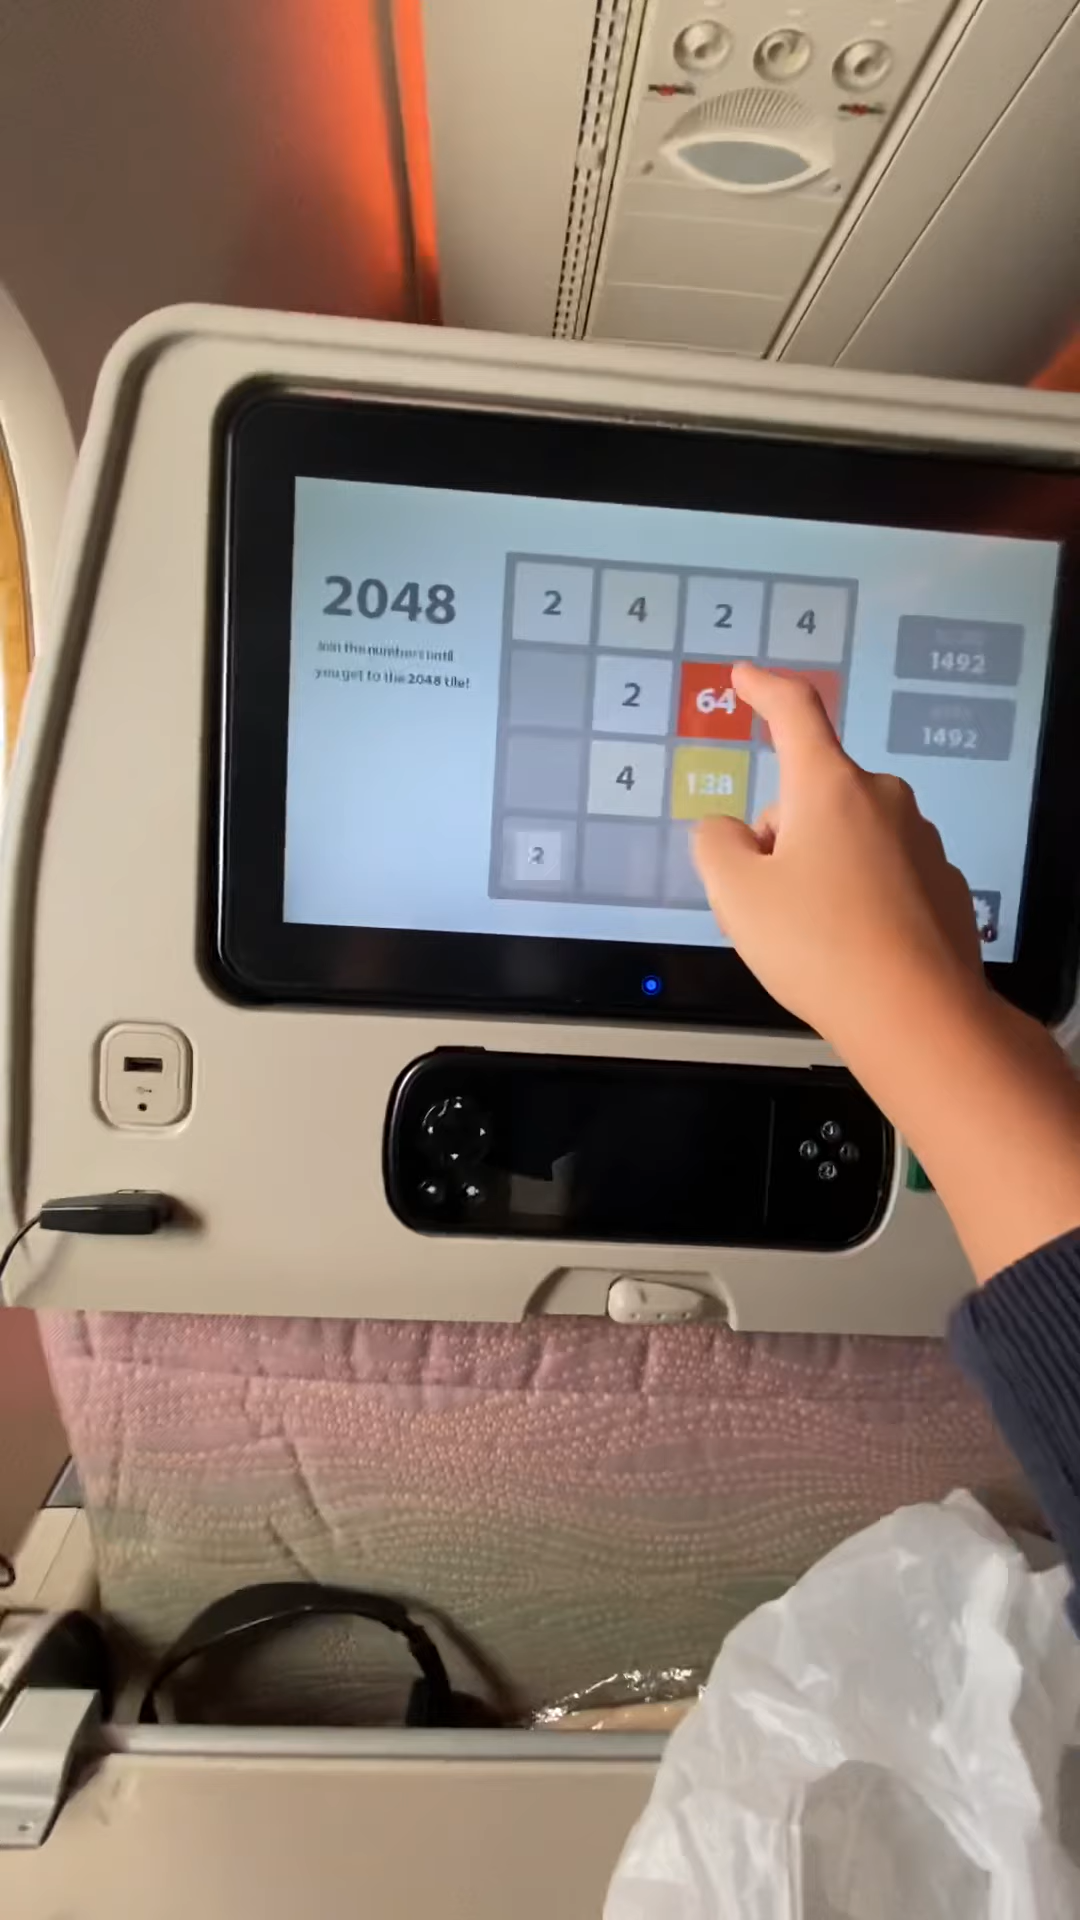 2048
Join the numbers until
you get to the 2048 tile!
2 4 2 4
2 64
4 128
2
1492
1492